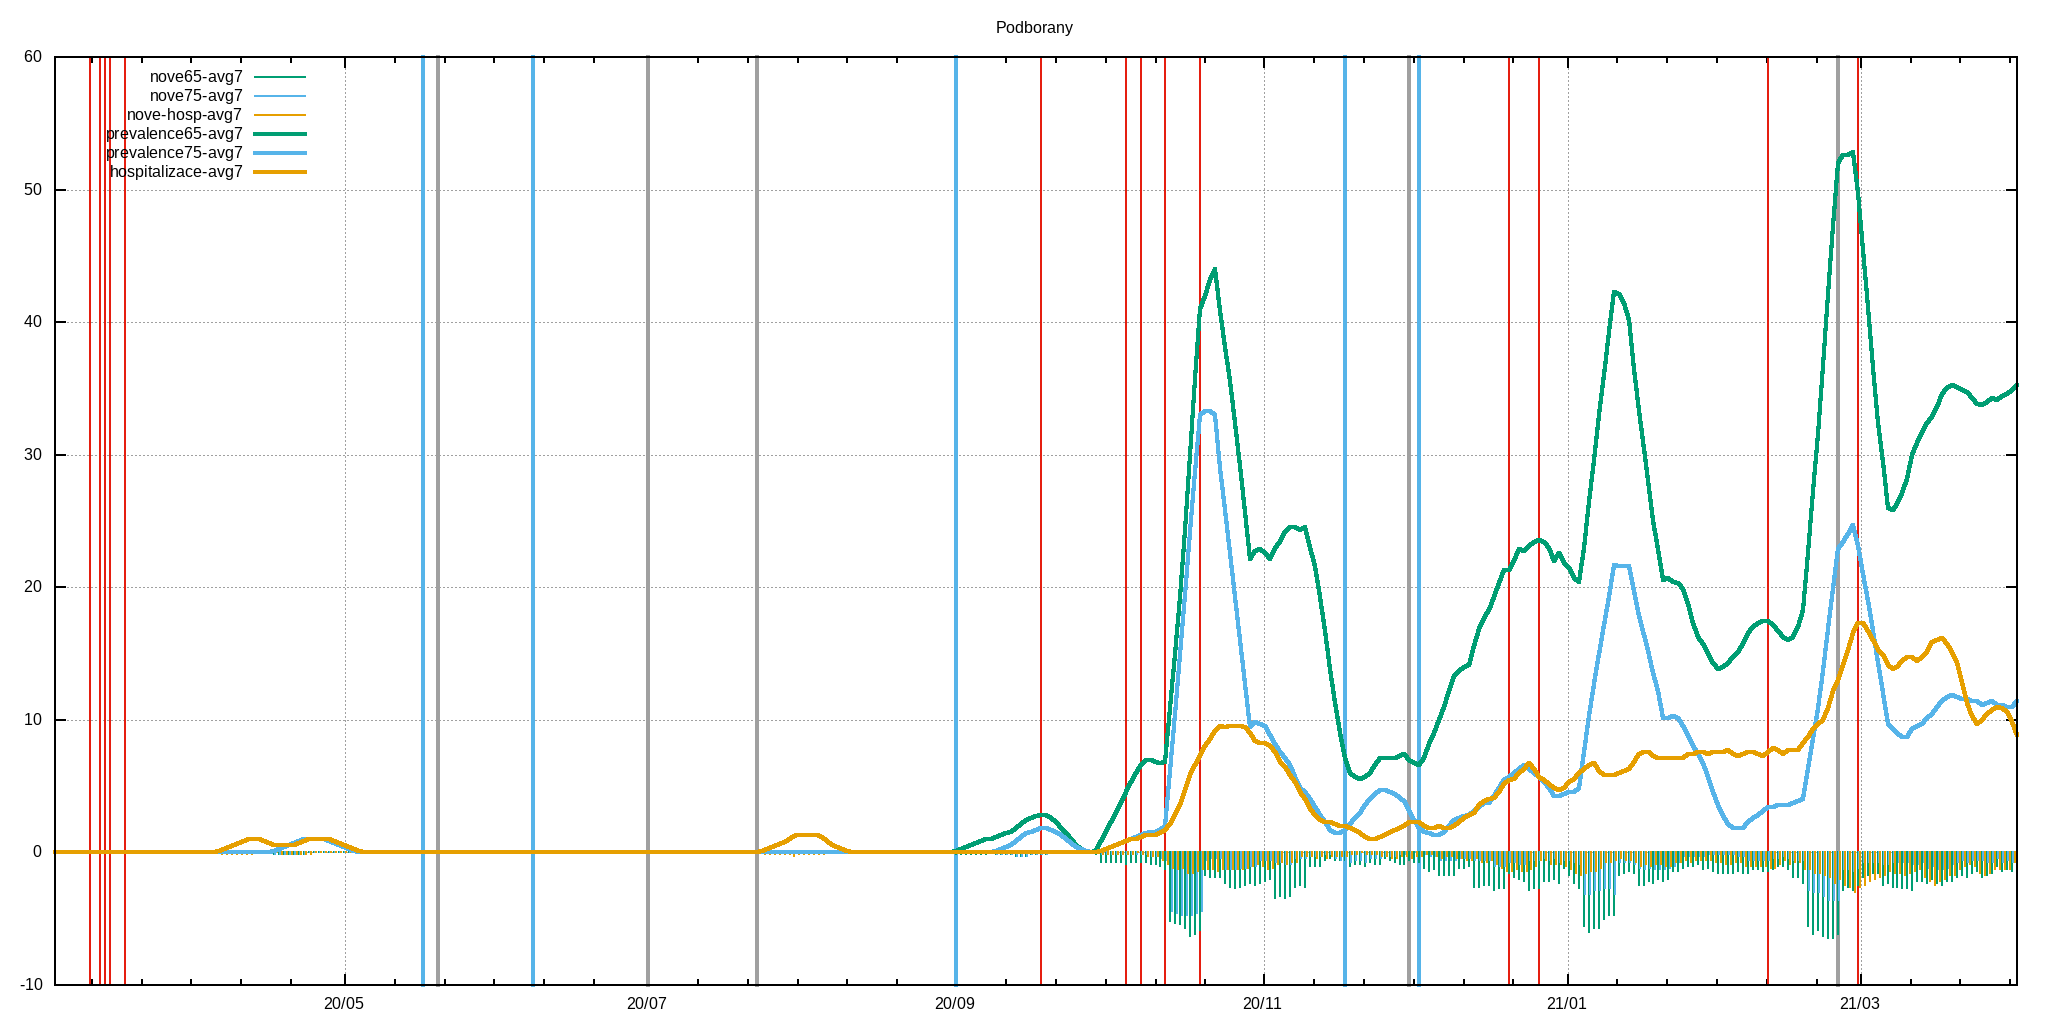 Podborany
60
50
40
30
20
10
0
-10
nove65-avg7
nove75-avg7
nove-hosp-avg7
prevalence65-avg7
prevalence75-avg7
hospitalizace-avg7
20/05 20/07 20/09 20/11 21/01 21/03